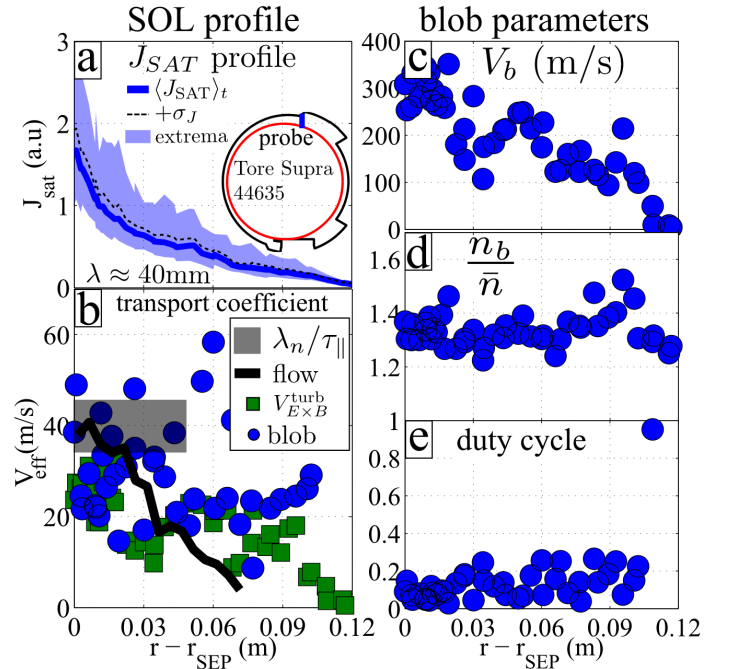 SOL profile
a
J_SAT profile
⟨J_SAT⟩_t
+σ_J
extrema
probe
Tore Supra
44635
λ ≈ 40mm
J_sat (a.u)
3
2
1
0
b
transport coefficient
λ_n/τ_||
flow
V_{E×B}^{turb}
blob
V_eff (m/s)
60
40
20
0
0
0.03
0.06
0.09
0.12
r − r_SEP (m)
blob parameters
c
V_b (m/s)
400
300
200
100
0
d
n_b / n̄
1.6
1.4
1.2
1
e
duty cycle
0.8
0.6
0.4
0.2
0
0
0.03
0.06
0.09
0.12
r − r_SEP (m)